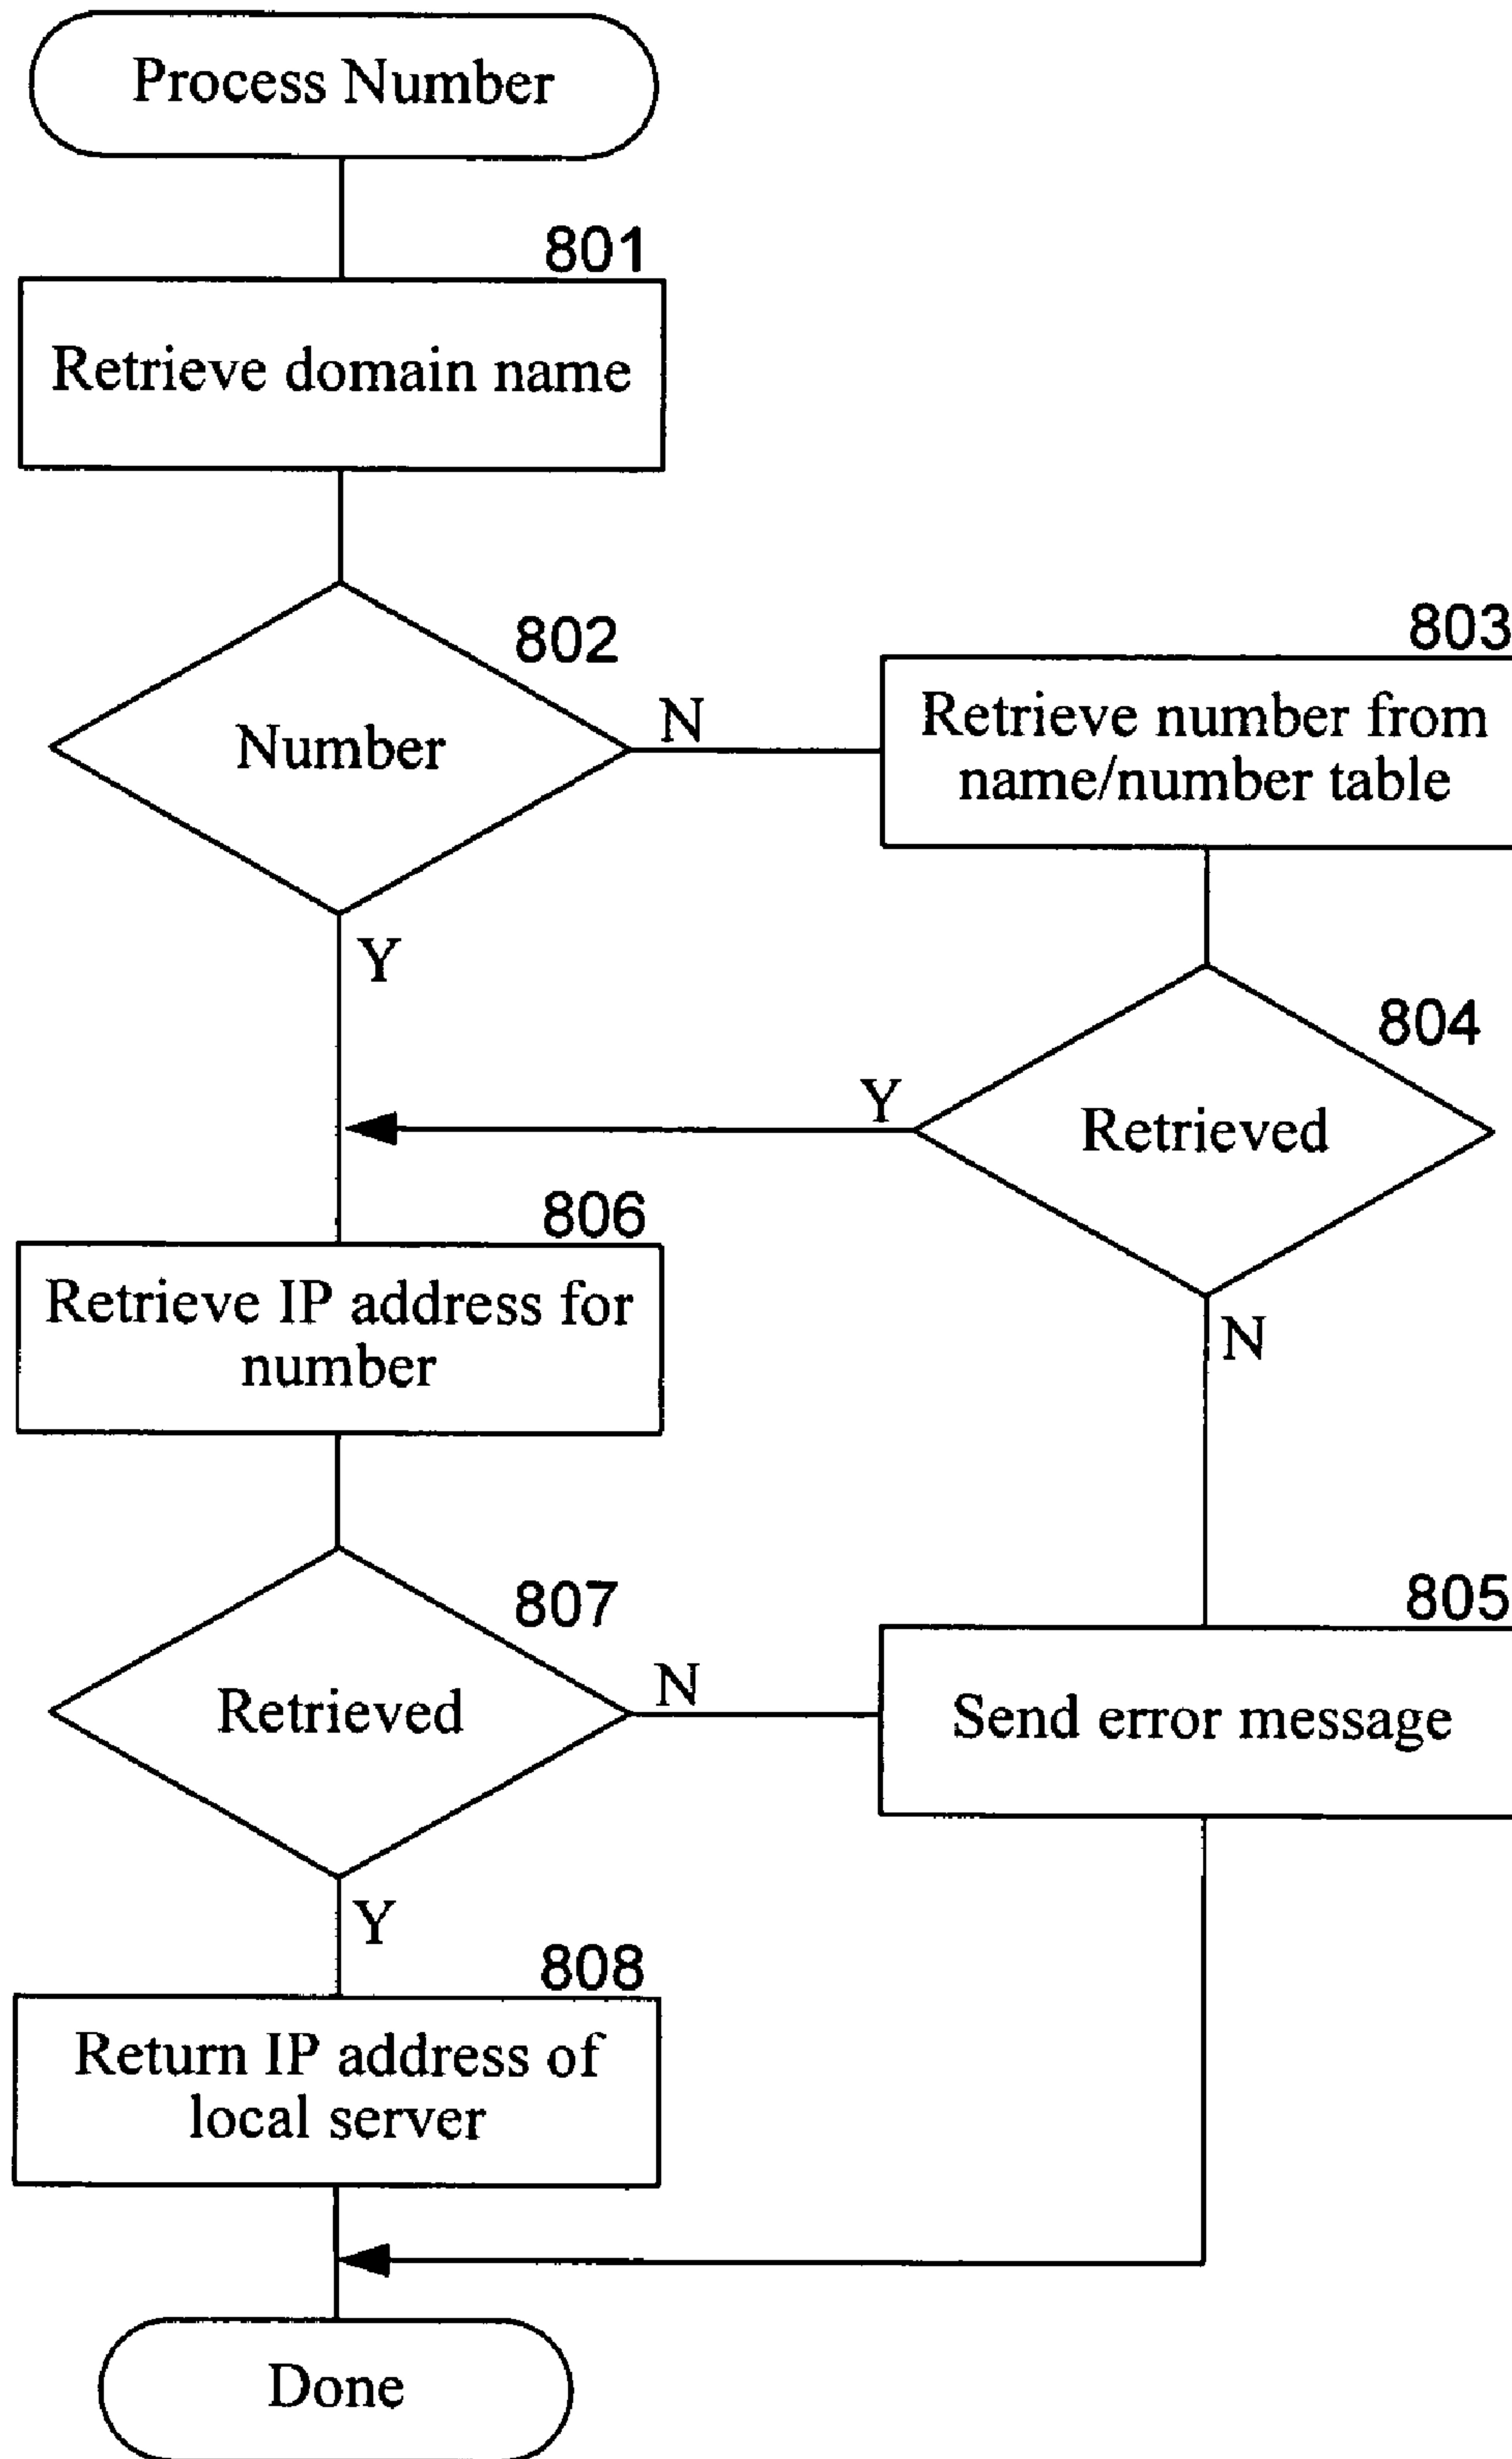 Process Number
801
Retrieve domain name
802
Number
N
Y
803
Retrieve number from
name/number table
804
Retrieved
Y
N
806
Retrieve IP address for
number
807
Retrieved
N
Y
805
Send error message
808
Return IP address of
local server
Done